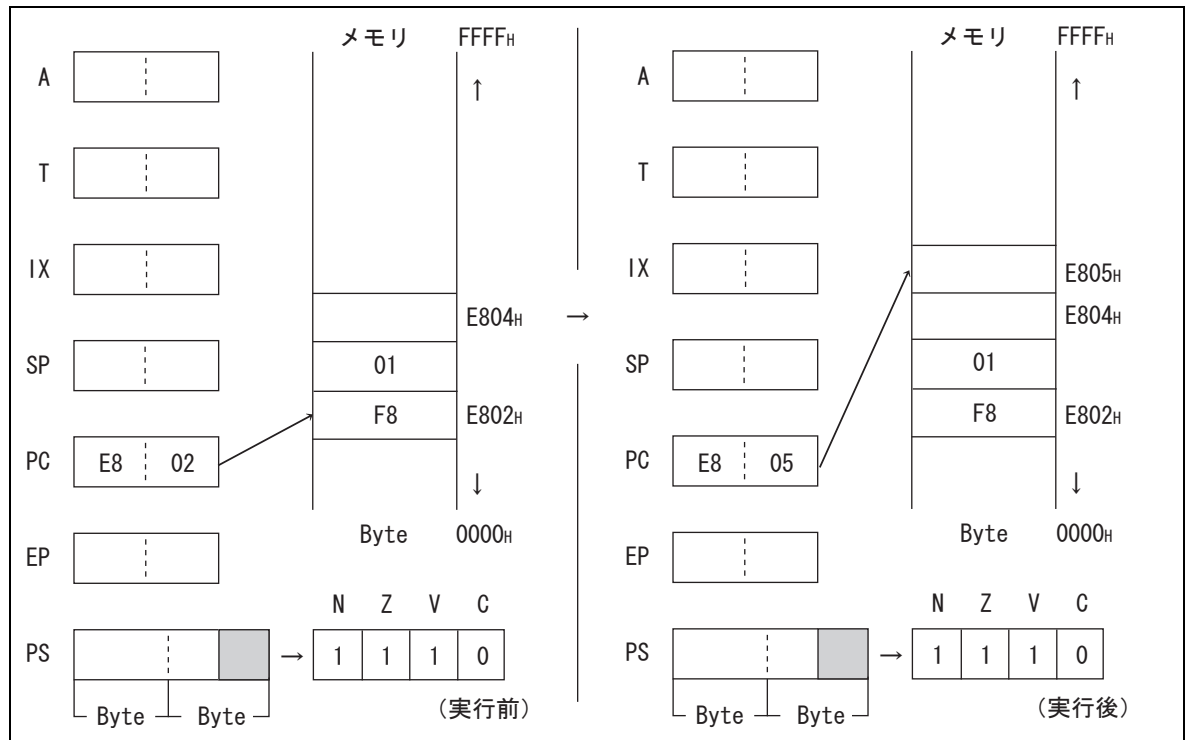 メモリ FFFFH
A
↑
T
IX
E804H
SP
01
F8 E802H
PC E8 02
↓
Byte 0000H
EP
N Z V C
PS → 1 1 1 0
Byte Byte (実行前)
→
メモリ FFFFH
A
↑
T
IX
E805H
E804H
SP
01
F8 E802H
PC E8 05
↓
Byte 0000H
EP
N Z V C
PS → 1 1 1 0
Byte Byte (実行後)